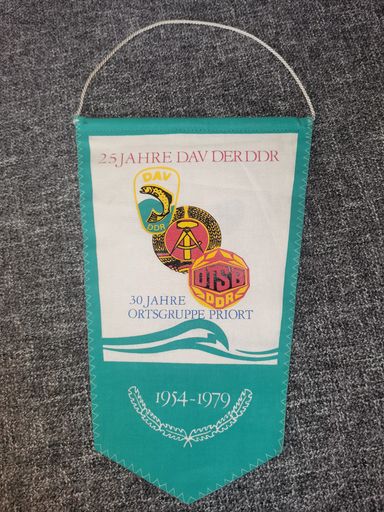 25 JAHRE DAV DER DDR
DAV
DDR
DTSB
DDR
30 JAHRE
ORTSGRUPPE PRIORT
1954-1979